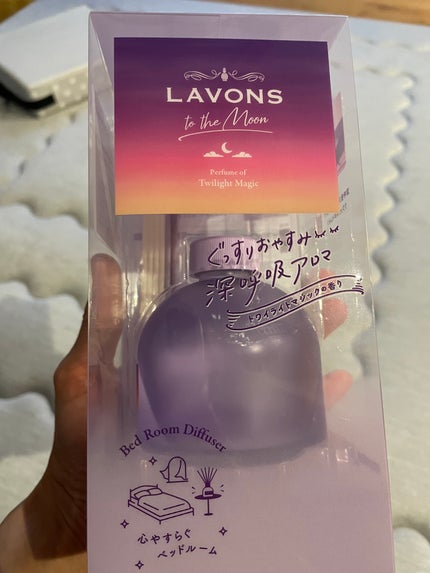 LAVONS
to the Moon
Perfume of
Twilight Magic
ぐっすりおやすみ
深呼吸アロマ
トワイライトマジックの香り
Bed Room Diffuser
心やすらぐ
ベッドルーム